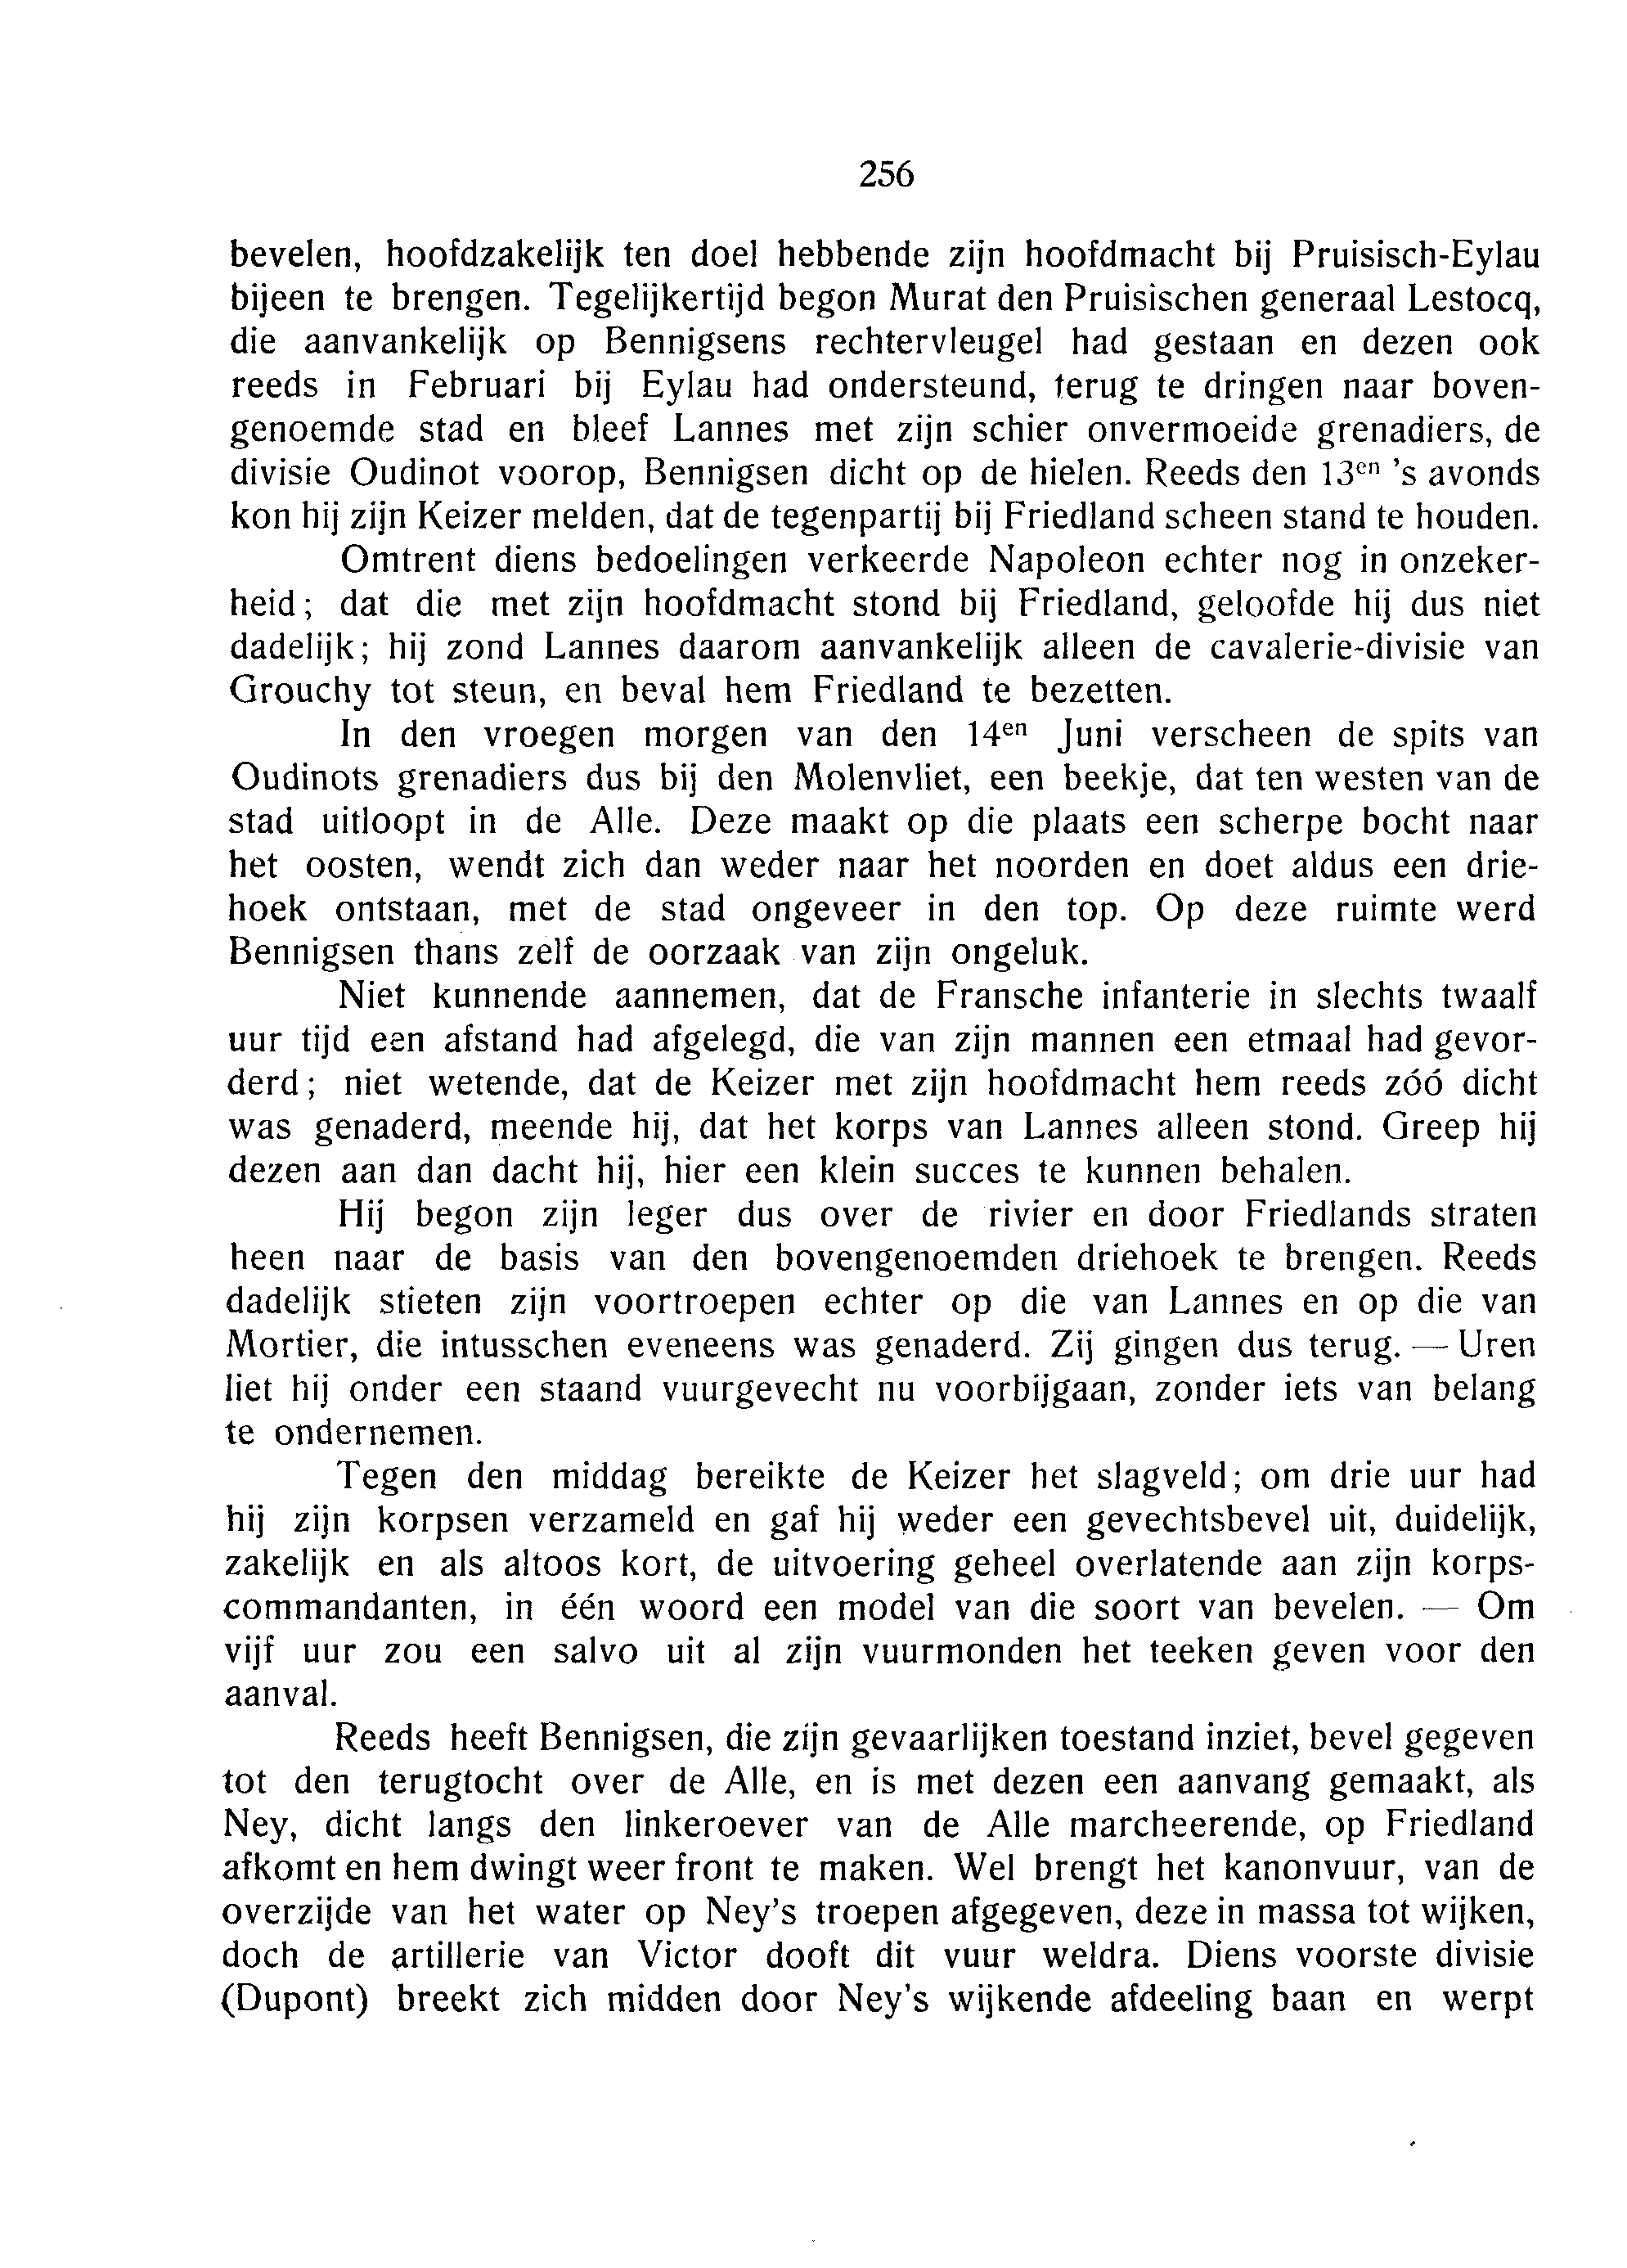 256
bevelen, hoofdzakelijk ten doel hebbende zijn hoofdmacht bij Pruisisch-Eylau
bijeen te brengen. Tegelijkertijd begon Murat den Pruisischen generaal Lestocq,
die aanvankelijk op Bennigsens rechtervleugel had gestaan en dezen ook
reeds in Februari bij Eylau had ondersteund, terug te dringen naar boven-
genoemde stad en bleef Lannes met zijn schier onvermoeide grenadiers, de
divisie Oudinot voorop, Bennigsen dicht op de hielen. Reeds den 13en 's avonds
kon hij zijn Keizer melden, dat de tegenpartij bij Friedland scheen stand te houden.
Omtrent diens bedoelingen verkeerde Napoleon echter nog in onzeker-
heid; dat die met zijn hoofdmacht stond bij Friedland, geloofde hij dus niet
dadelijk; hij zond Lannes daarom aanvankelijk alleen de cavalerie-divisie van
Grouchy tot steun, en beval hem Friedland te bezetten.
In den vroegen morgen van den 14en Juni verscheen de spits van
Oudinots grenadiers dus bij den Molenvliet, een beekje, dat ten westen van de
stad uitloopt in de Alle. Deze maakt op die plaats een scherpe bocht naar
het oosten, wendt zich dan weder naar het noorden en doet aldus een drie-
hoek ontstaan, met de stad ongeveer in den top. Op deze ruimte werd
Bennigsen thans zelf de oorzaak van zijn ongeluk.
Niet kunnende aannemen, dat de Fransche infanterie in slechts twaalf
uur tijd een afstand had afgelegd, die van zijn mannen een etmaal had gevor-
derd; niet wetende, dat de Keizer met zijn hoofdmacht hem reeds zóó dicht
was genaderd, meende hij, dat het korps van Lannes alleen stond. Greep hij
dezen aan dan dacht hij, hier een klein succes te kunnen behalen.
Hij begon zijn leger dus over de rivier en door Friedlands straten
heen naar de basis van den bovengenoemden driehoek te brengen. Reeds
dadelijk stieten zijn voortroepen echter op die van Lannes en op die van
Mortier, die intusschen eveneens was genaderd. Zij gingen dus terug. — Uren
liet hij onder een staand vuurgevecht nu voorbijgaan, zonder iets van belang
te ondernemen.
Tegen den middag bereikte de Keizer het slagveld; om drie uur had
hij zijn korpsen verzameld en gaf hij weder een gevechtsbevel uit, duidelijk,
zakelijk en als altoos kort, de uitvoering geheel overlatende aan zijn korps-
commandanten, in één woord een model van die soort van bevelen. — Om
vijf uur zou een salvo uit al zijn vuurmonden het teeken geven voor den
aanval.
Reeds heeft Bennigsen, die zijn gevaarlijken toestand inziet, bevel gegeven
tot den terugtocht over de Alle, en is met dezen een aanvang gemaakt, als
Ney, dicht langs den linkeroever van de Alle marcheerende, op Friedland
afkomt en hem dwingt weer front te maken. Wel brengt het kanonvuur, van de
overzijde van het water op Ney's troepen afgegeven, deze in massa tot wijken,
doch de artillerie van Victor dooft dit vuur weldra. Diens voorste divisie
(Dupont) breekt zich midden door Ney's wijkende afdeeling baan en werpt